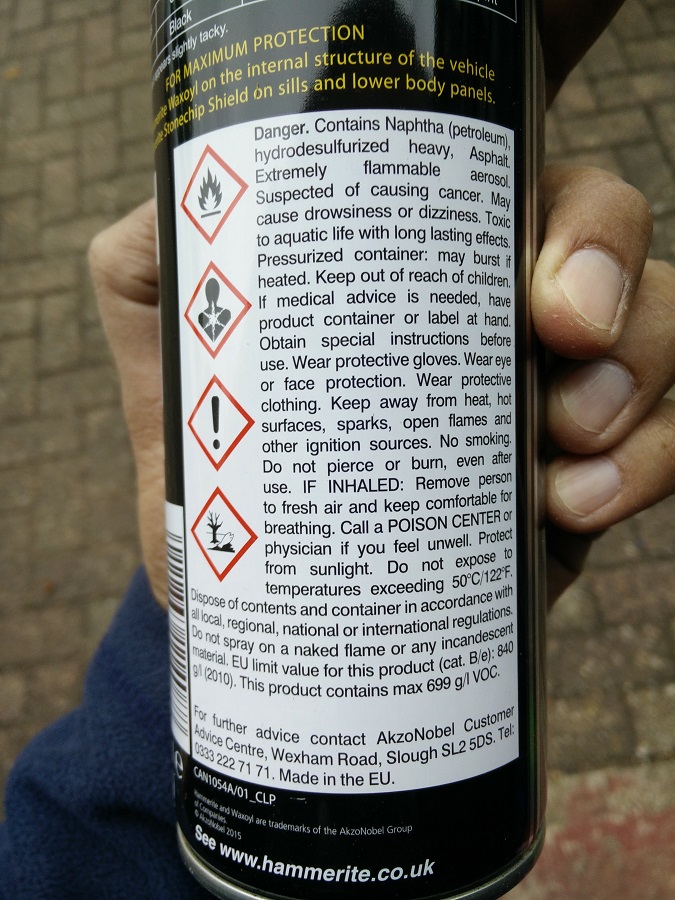 Black
slightly tacky.
FOR MAXIMUM PROTECTION
Waxoyl on the internal structure of the vehicle
Stonechip Shield on sills and lower body panels.
Danger. Contains Naphtha (petroleum),
hydrodesulfurized heavy, Asphalt.
Extremely flammable aerosol.
Suspected of causing cancer. May
cause drowsiness or dizziness. Toxic
to aquatic life with long lasting effects.
Pressurized container: may burst if
heated. Keep out of reach of children.
If medical advice is needed, have
product container or label at hand.
Obtain special instructions before
use. Wear protective gloves. Wear eye
or face protection. Wear protective
clothing. Keep away from heat, hot
surfaces, sparks, open flames and
other ignition sources. No smoking.
Do not pierce or burn, even after
use. IF INHALED: Remove person
to fresh air and keep comfortable for
breathing. Call a POISON CENTER or
physician if you feel unwell. Protect
from sunlight. Do not expose to
temperatures exceeding 50°C/122°F.
Dispose of contents and container in accordance with
all local, regional, national or international regulations.
Do not spray on a naked flame or any incandescent
material. EU limit value for this product (cat. B/e): 840
g/l (2010). This product contains max 699 g/l VOC.
For further advice contact AkzoNobel Customer
Advice Centre, Wexham Road, Slough SL2 5DS. Tel:
0333 222 71 71. Made in the EU.
CAN1054A/01_CLP
Hammerite and Waxoyl are trademarks of the AkzoNobel Group
of Companies.
© AkzoNobel 2015
See www.hammerite.co.uk